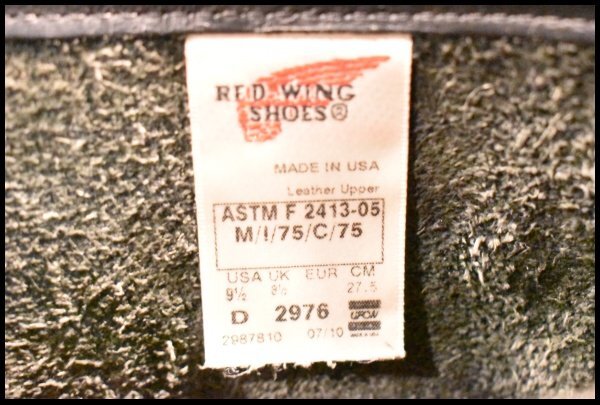 RED WING
SHOES®
MADE IN USA
Leather Upper
ASTM F 2413-05
M/I/75/C/75
USA UK EUR CM
9½ 8½ 27.5
D 2976
2987810 07/10
UFCW